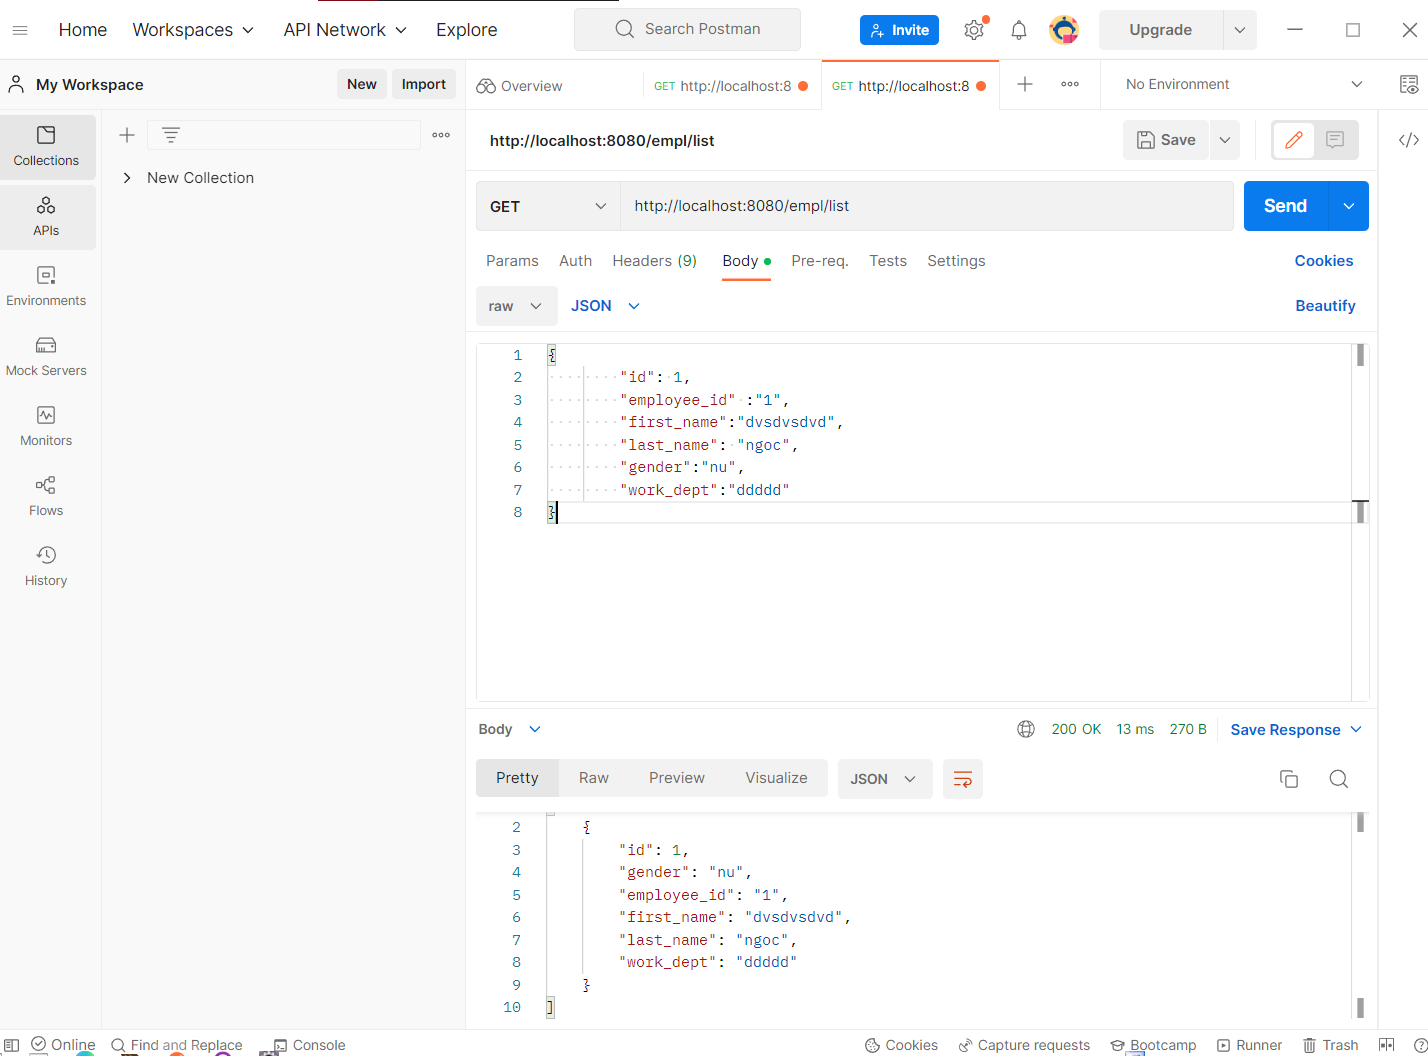 Home Workspaces API Network Explore Search Postman Invite Upgrade
My Workspace New Import Overview GET http://localhost:8 GET http://localhost:8 No Environment
Collections
APIs
Environments
Mock Servers
Monitors
Flows
History
New Collection
http://localhost:8080/empl/list Save
GET http://localhost:8080/empl/list Send
Params Auth Headers (9) Body Pre-req. Tests Settings Cookies
raw JSON Beautify
1 {
2 "id": 1,
3 "employee_id" :"1",
4 "first_name":"dvsdvsdvd",
5 "last_name": "ngoc",
6 "gender":"nu",
7 "work_dept":"ddddd"
8 }
Body 200 OK 13 ms 270 B Save Response
Pretty Raw Preview Visualize JSON
2 {
3 "id": 1,
4 "gender": "nu",
5 "employee_id": "1",
6 "first_name": "dvsdvsdvd",
7 "last_name": "ngoc",
8 "work_dept": "ddddd"
9 }
10 ]
Online Find and Replace Console Cookies Capture requests Bootcamp Runner Trash